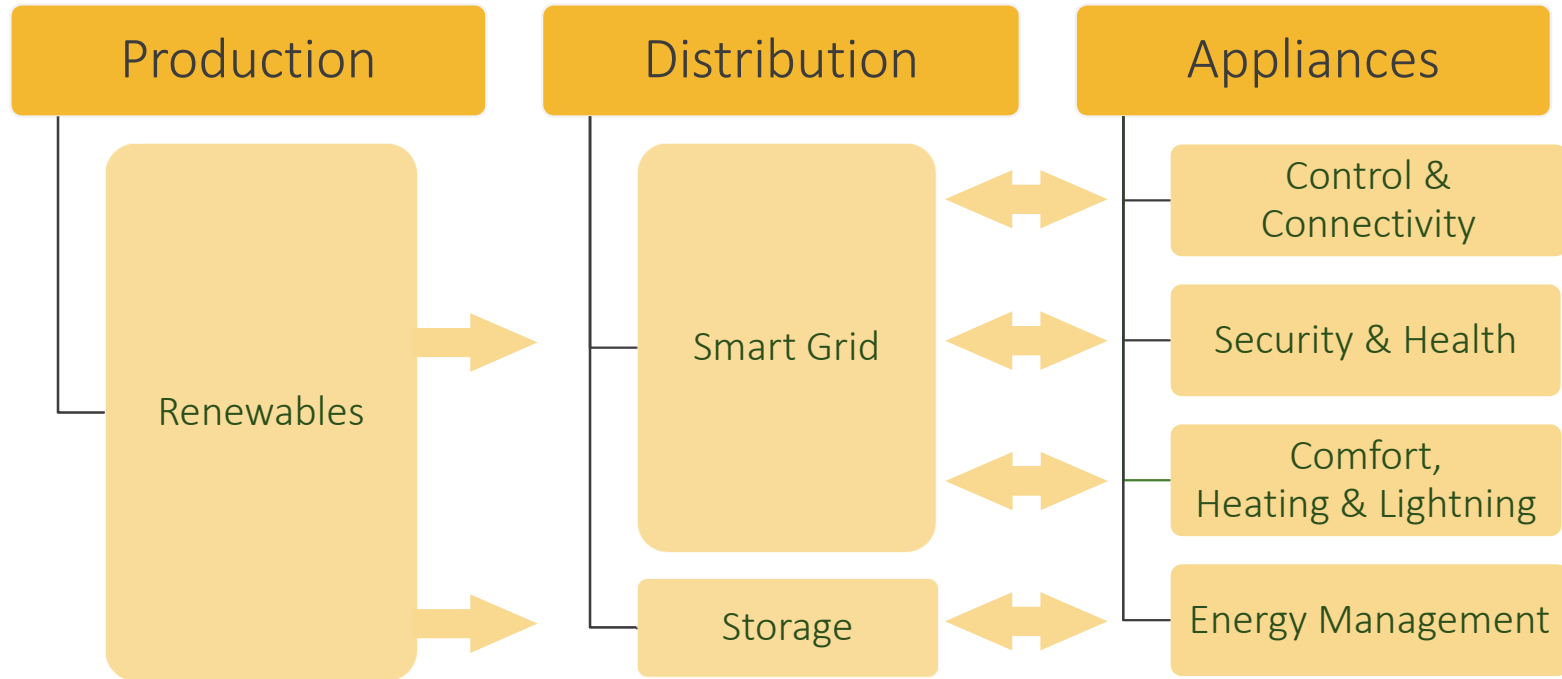 Production
Distribution
Appliances
Renewables
Smart Grid
Storage
Control &
Connectivity
Security & Health
Comfort,
Heating & Lightning
Energy Management